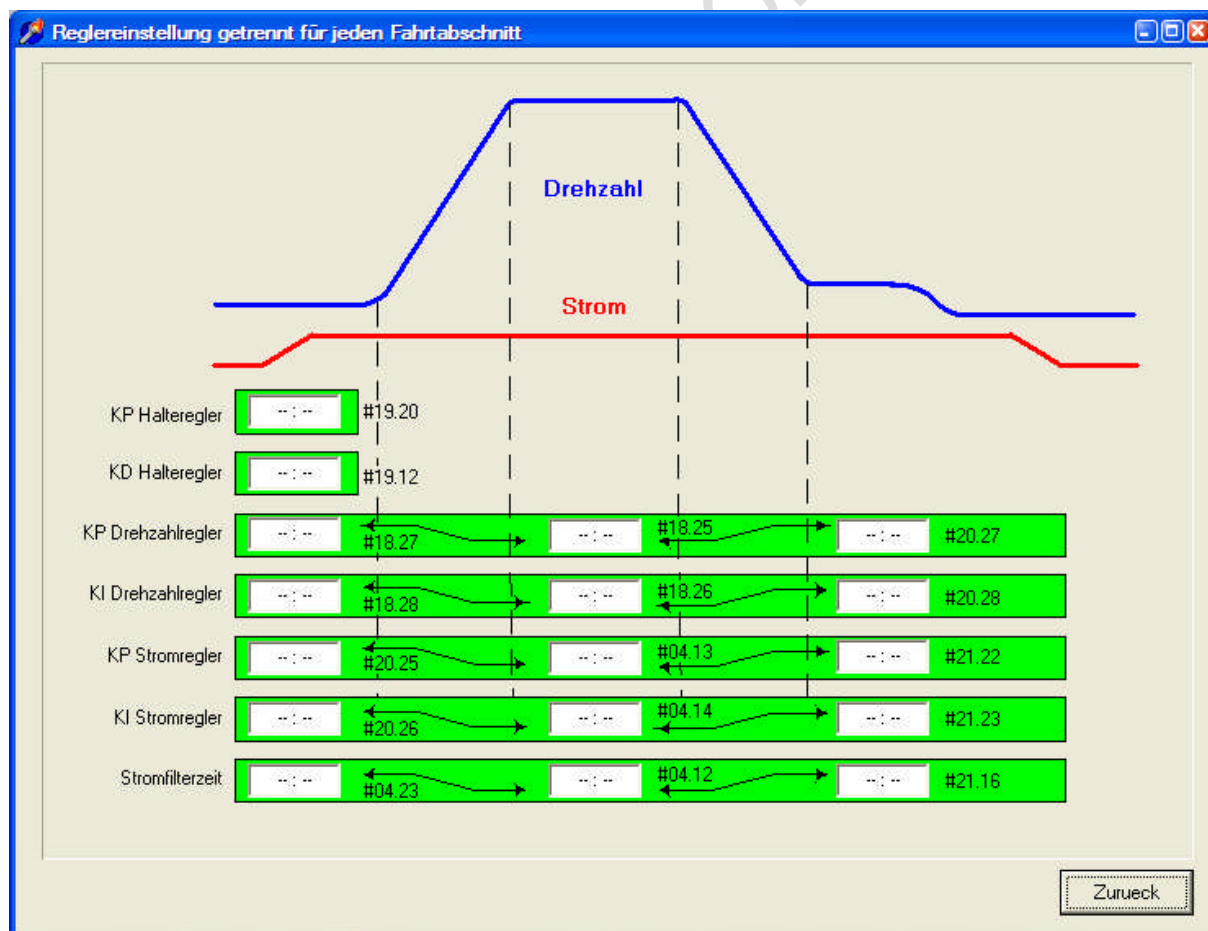 Reglereinstellung getrennt für jeden Fahrtabschnitt
Drehzahl
Strom
KP Halteregler --:-- #19.20
KD Halteregler --:-- #19.12
KP Drehzahlregler --:-- #18.27 --:-- #18.25 --:-- #20.27
KI Drehzahlregler --:-- #18.28 --:-- #18.26 --:-- #20.28
KP Stromregler --:-- #20.25 --:-- #04.13 --:-- #21.22
KI Stromregler --:-- #20.26 --:-- #04.14 --:-- #21.23
Stromfilterzeit --:-- #04.23 --:-- #04.12 --:-- #21.16
Zurueck